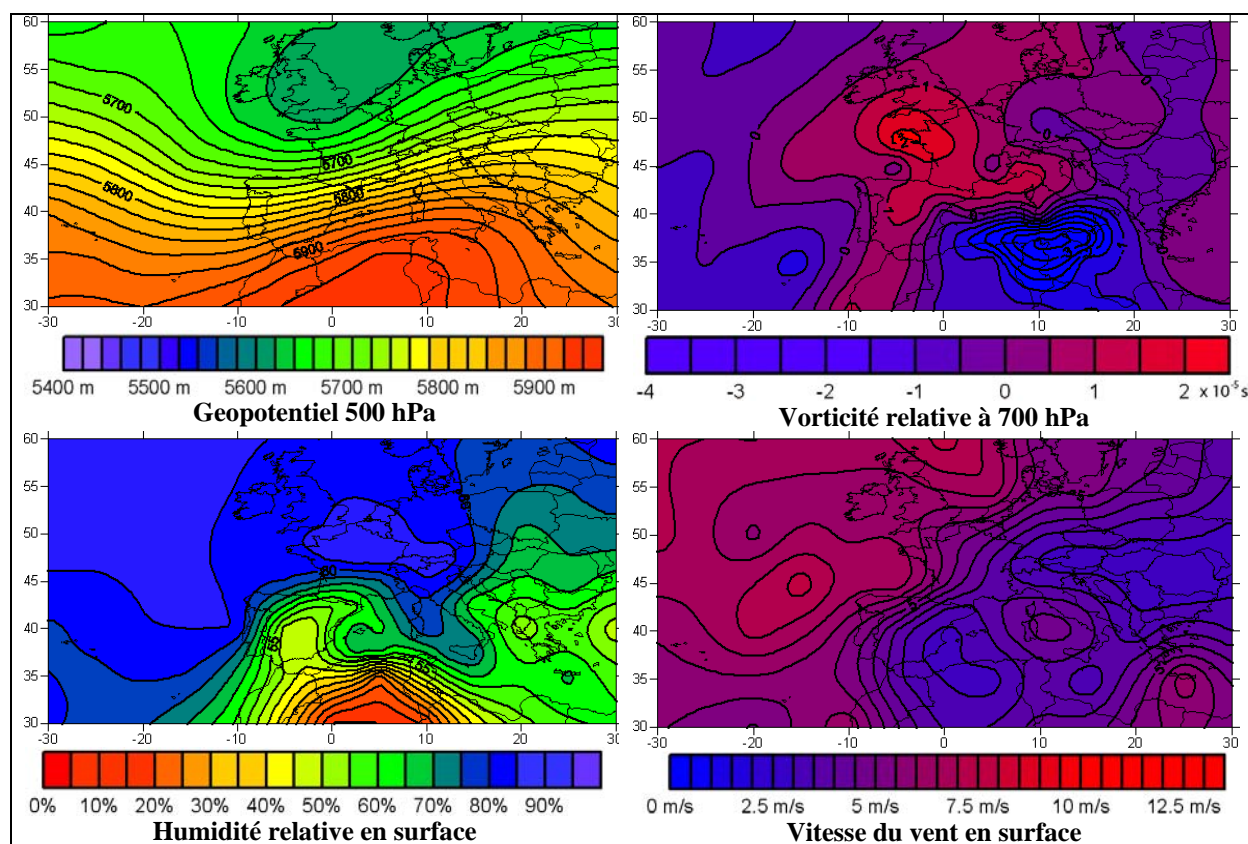 60
55
50
45
40
35
30
-30 -20 -10 0 10 20 30
5700
5700
5800
5800
5900
5400 m 5500 m 5600 m 5700 m 5800 m 5900 m
Geopotentiel 500 hPa
60
55
50
45
40
35
30
-30 -20 -10 0 10 20 30
-4 -3 -2 -1 0 1 2 x 10⁻⁵s
Vorticité relative à 700 hPa
60
55
50
45
40
35
30
-30 -20 -10 0 10 20 30
0% 10% 20% 30% 40% 50% 60% 70% 80% 90%
Humidité relative en surface
60
55
50
45
40
35
30
-30 -20 -10 0 10 20 30
0 m/s 2.5 m/s 5 m/s 7.5 m/s 10 m/s 12.5 m/s
Vitesse du vent en surface